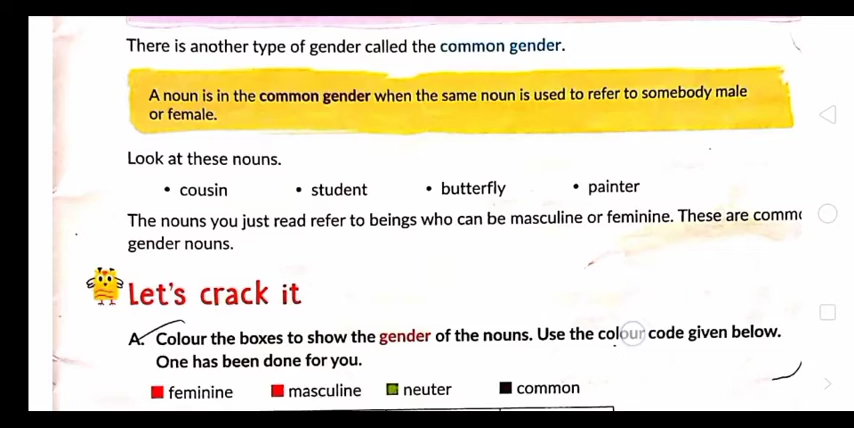 There is another type of gender called the common gender.
A noun is in the common gender when the same noun is used to refer to somebody male
or female.
Look at these nouns.
• cousin • student • butterfly • painter
The nouns you just read refer to beings who can be masculine or feminine. These are
gender nouns.
Let's crack it
A. Colour the boxes to show the gender of the nouns. Use the colour code given below.
One has been done for you.
feminine masculine neuter common